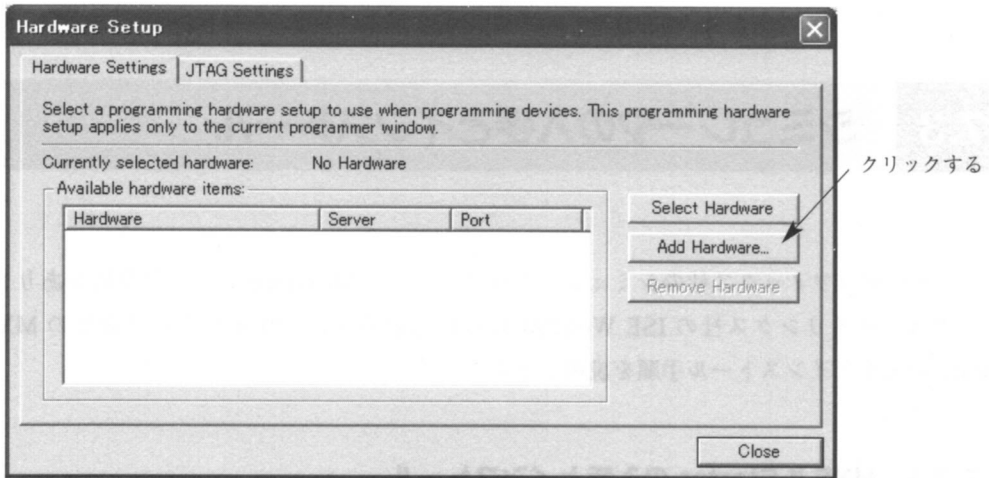 Hardware Setup
Hardware Settings
JTAG Settings
Select a programming hardware setup to use when programming devices. This programming hardware
setup applies only to the current programmer window.
Currently selected hardware: No Hardware
Available hardware items:
Hardware Server Port
Select Hardware
Add Hardware...
Remove Hardware
Close
クリックする